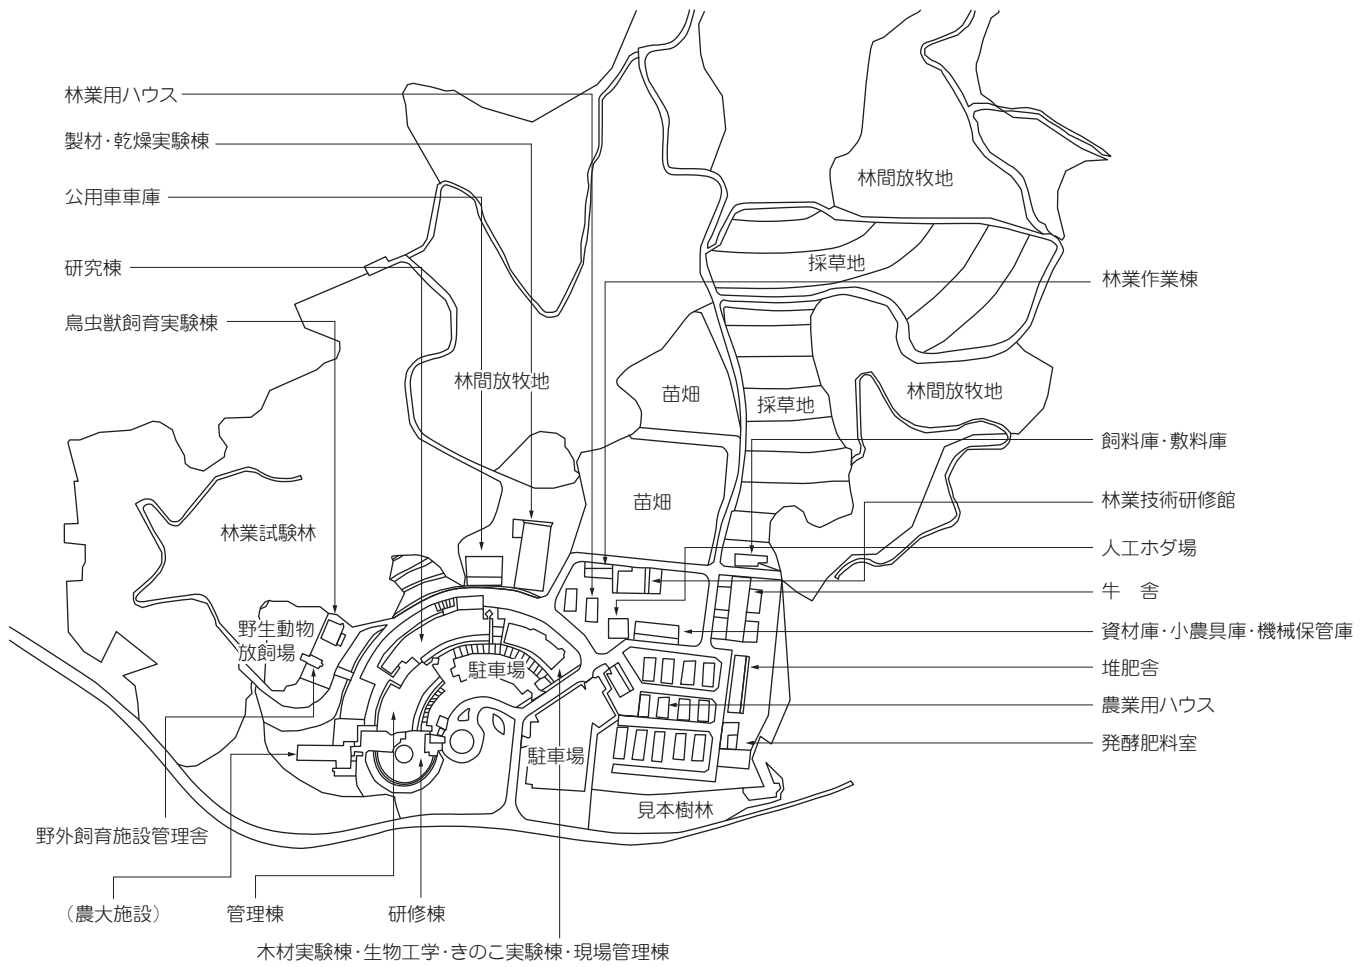 林業用ハウス
製材・乾燥実験棟
公用車車庫
研究棟
鳥虫獣飼育実験棟
林間放牧地
採草地
林業作業棟
林間放牧地
苗畑
採草地
林間放牧地
飼料庫・敷料庫
苗畑
林業技術研修館
林業試験林
人工ホダ場
牛　舎
野生動物
放飼場
資材庫・小農具庫・機械保管庫
駐車場
堆肥舎
農業用ハウス
駐車場
発酵肥料室
見本樹林
野外飼育施設管理舎
（農大施設）
管理棟
研修棟
木材実験棟・生物工学・きのこ実験棟・現場管理棟